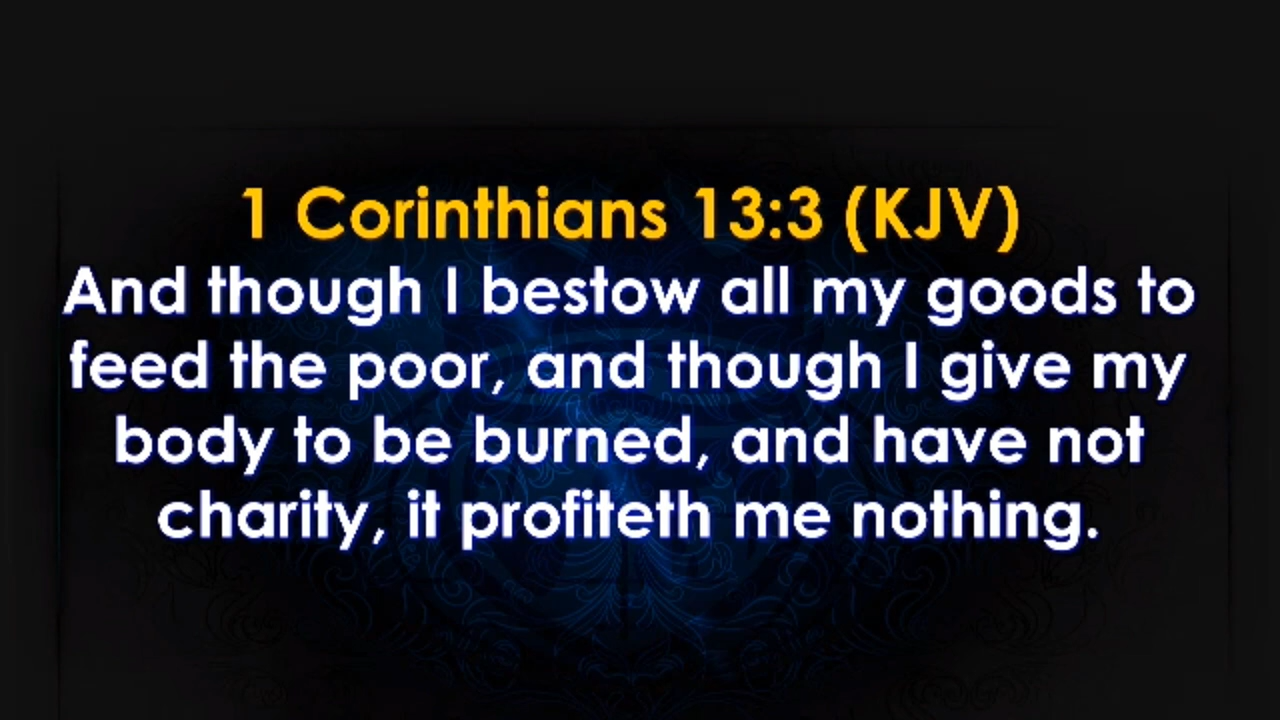 1 Corinthians 13:3 (KJV)
And though I bestow all my goods to
feed the poor, and though I give my
body to be burned, and have not
charity, it profiteth me nothing.